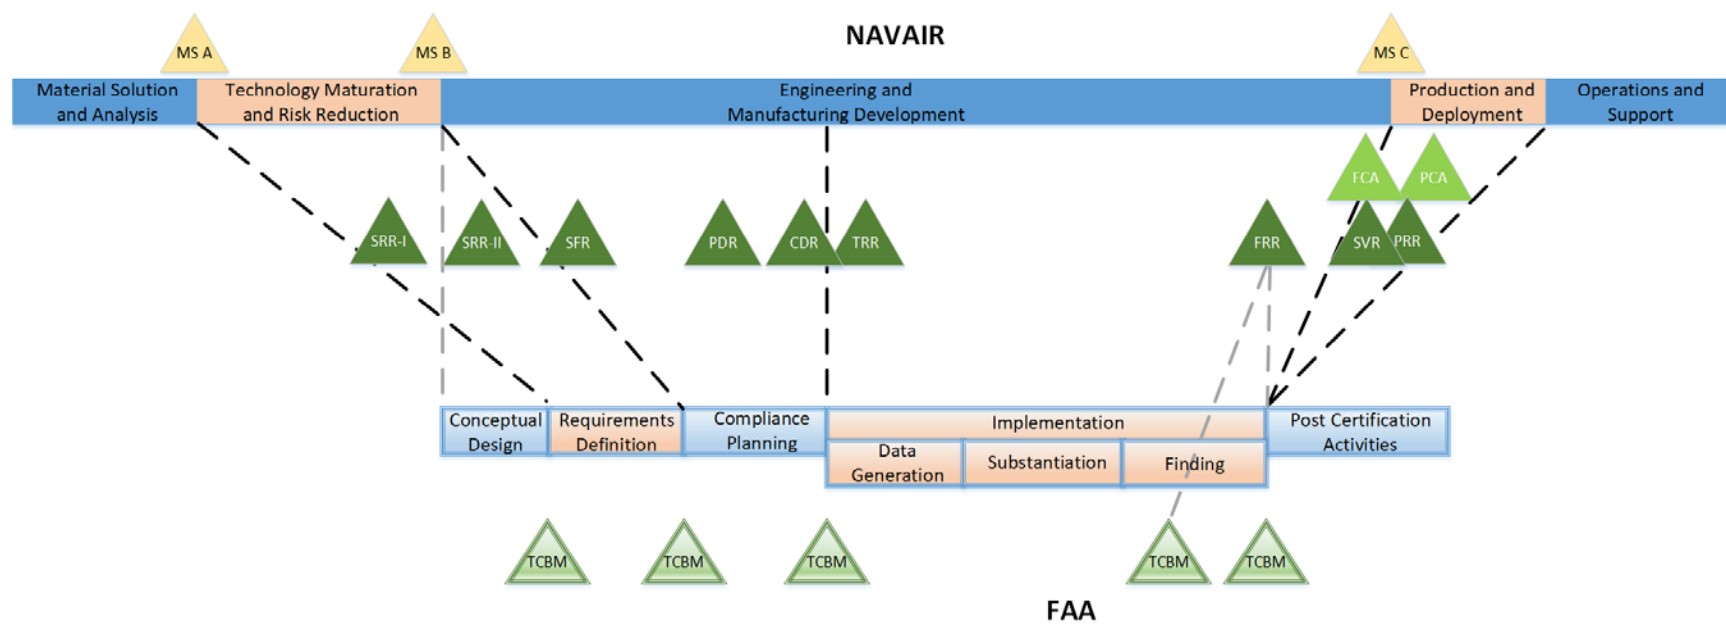 NAVAIR
MS A
MS B
MS C
Material Solution
and Analysis
Technology Maturation
and Risk Reduction
Engineering and
Manufacturing Development
Production and
Deployment
Operations and
Support
FCA
PCA
SRR-I
SRR-II
SFR
PDR
CDR
TRR
FRR
SVR
PRR
Conceptual
Design
Requirements
Definition
Compliance
Planning
Implementation
Data
Generation
Substantiation
Finding
Post Certification
Activities
TCBM
TCBM
TCBM
TCBM
TCBM
FAA